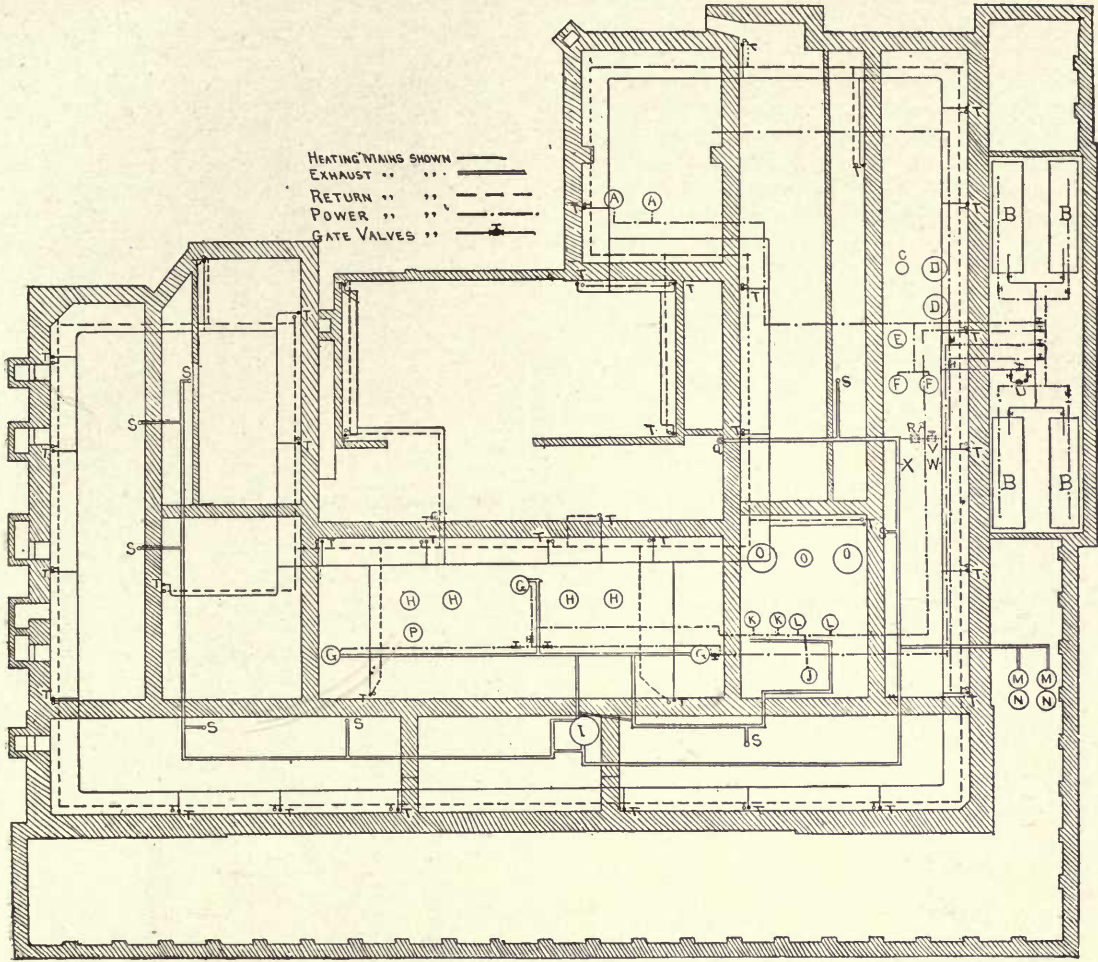 HEATING MAINS SHOWN
EXHAUST ,, ,,
RETURN ,, ,,
POWER ,, ,,
GATE VALVES ,,
A A
B B
C D
D
E
F F
R
X W
B B
S S
S
T T T T
O O O
G
H H H H
P
K K L L
G G
J
M M
N N
S S S
I
T T T T T T